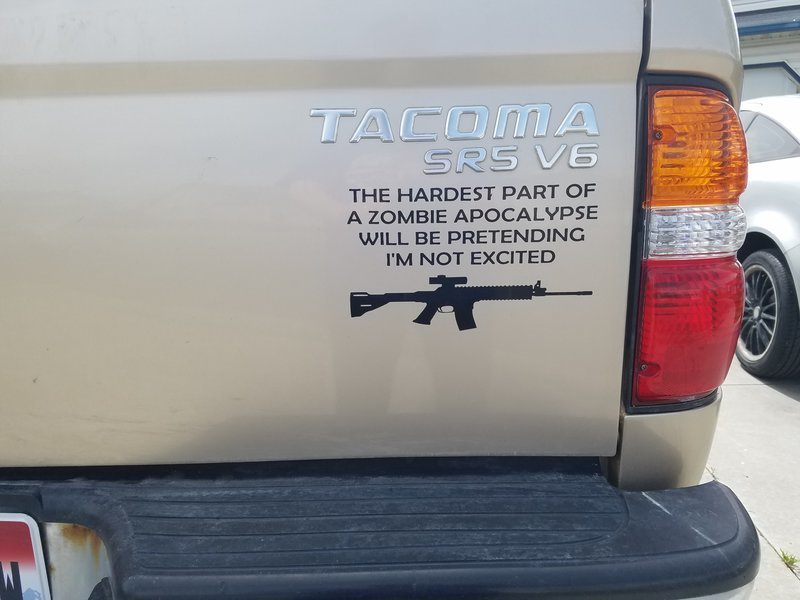 TACOMA
SR5 V6
THE HARDEST PART OF
A ZOMBIE APOCALYPSE
WILL BE PRETENDING
I'M NOT EXCITED